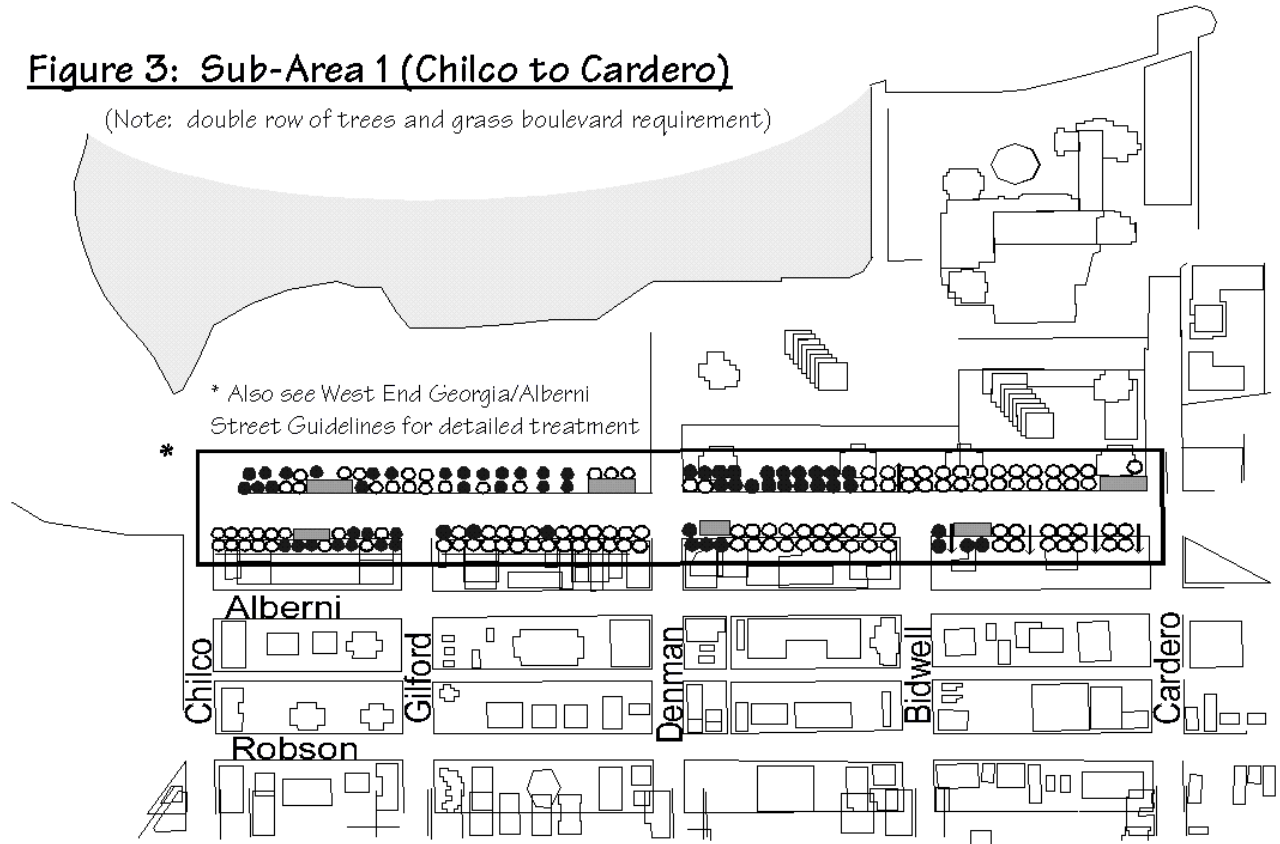 Figure 3: Sub-Area 1 (Chilco to Cardero)
(Note: double row of trees and grass boulevard requirement)
* Also see West End Georgia/Alberni
Street Guidelines for detailed treatment
*
Alberni
Chilco
Gilford
Denman
Bidwell
Cardero
Robson